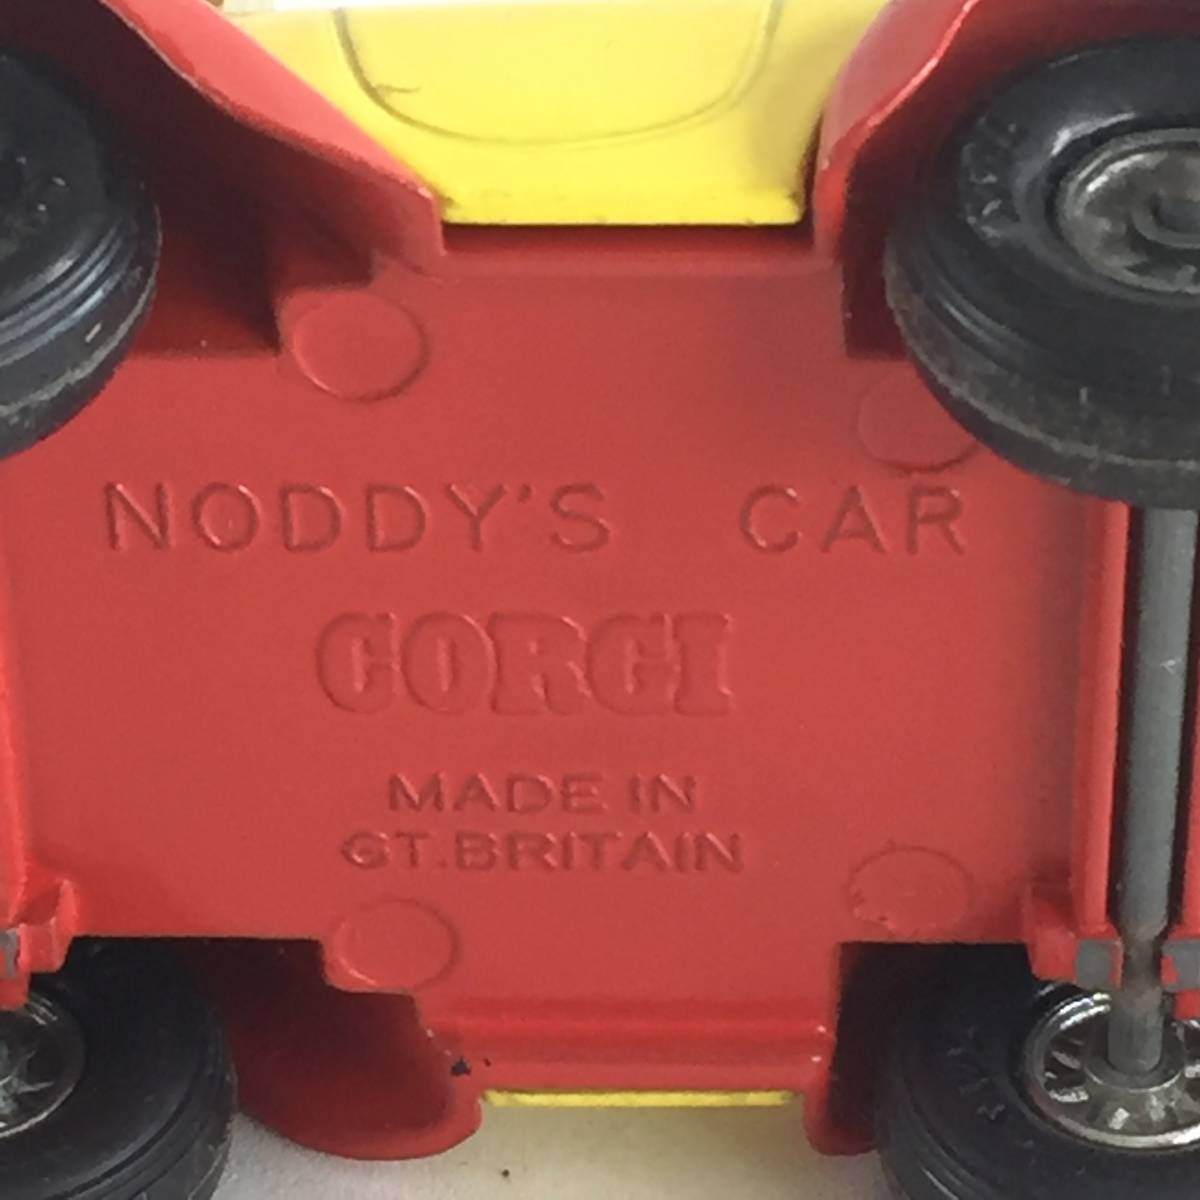 NODDY'S CAR
CORGI
MADE IN
GT.BRITAIN